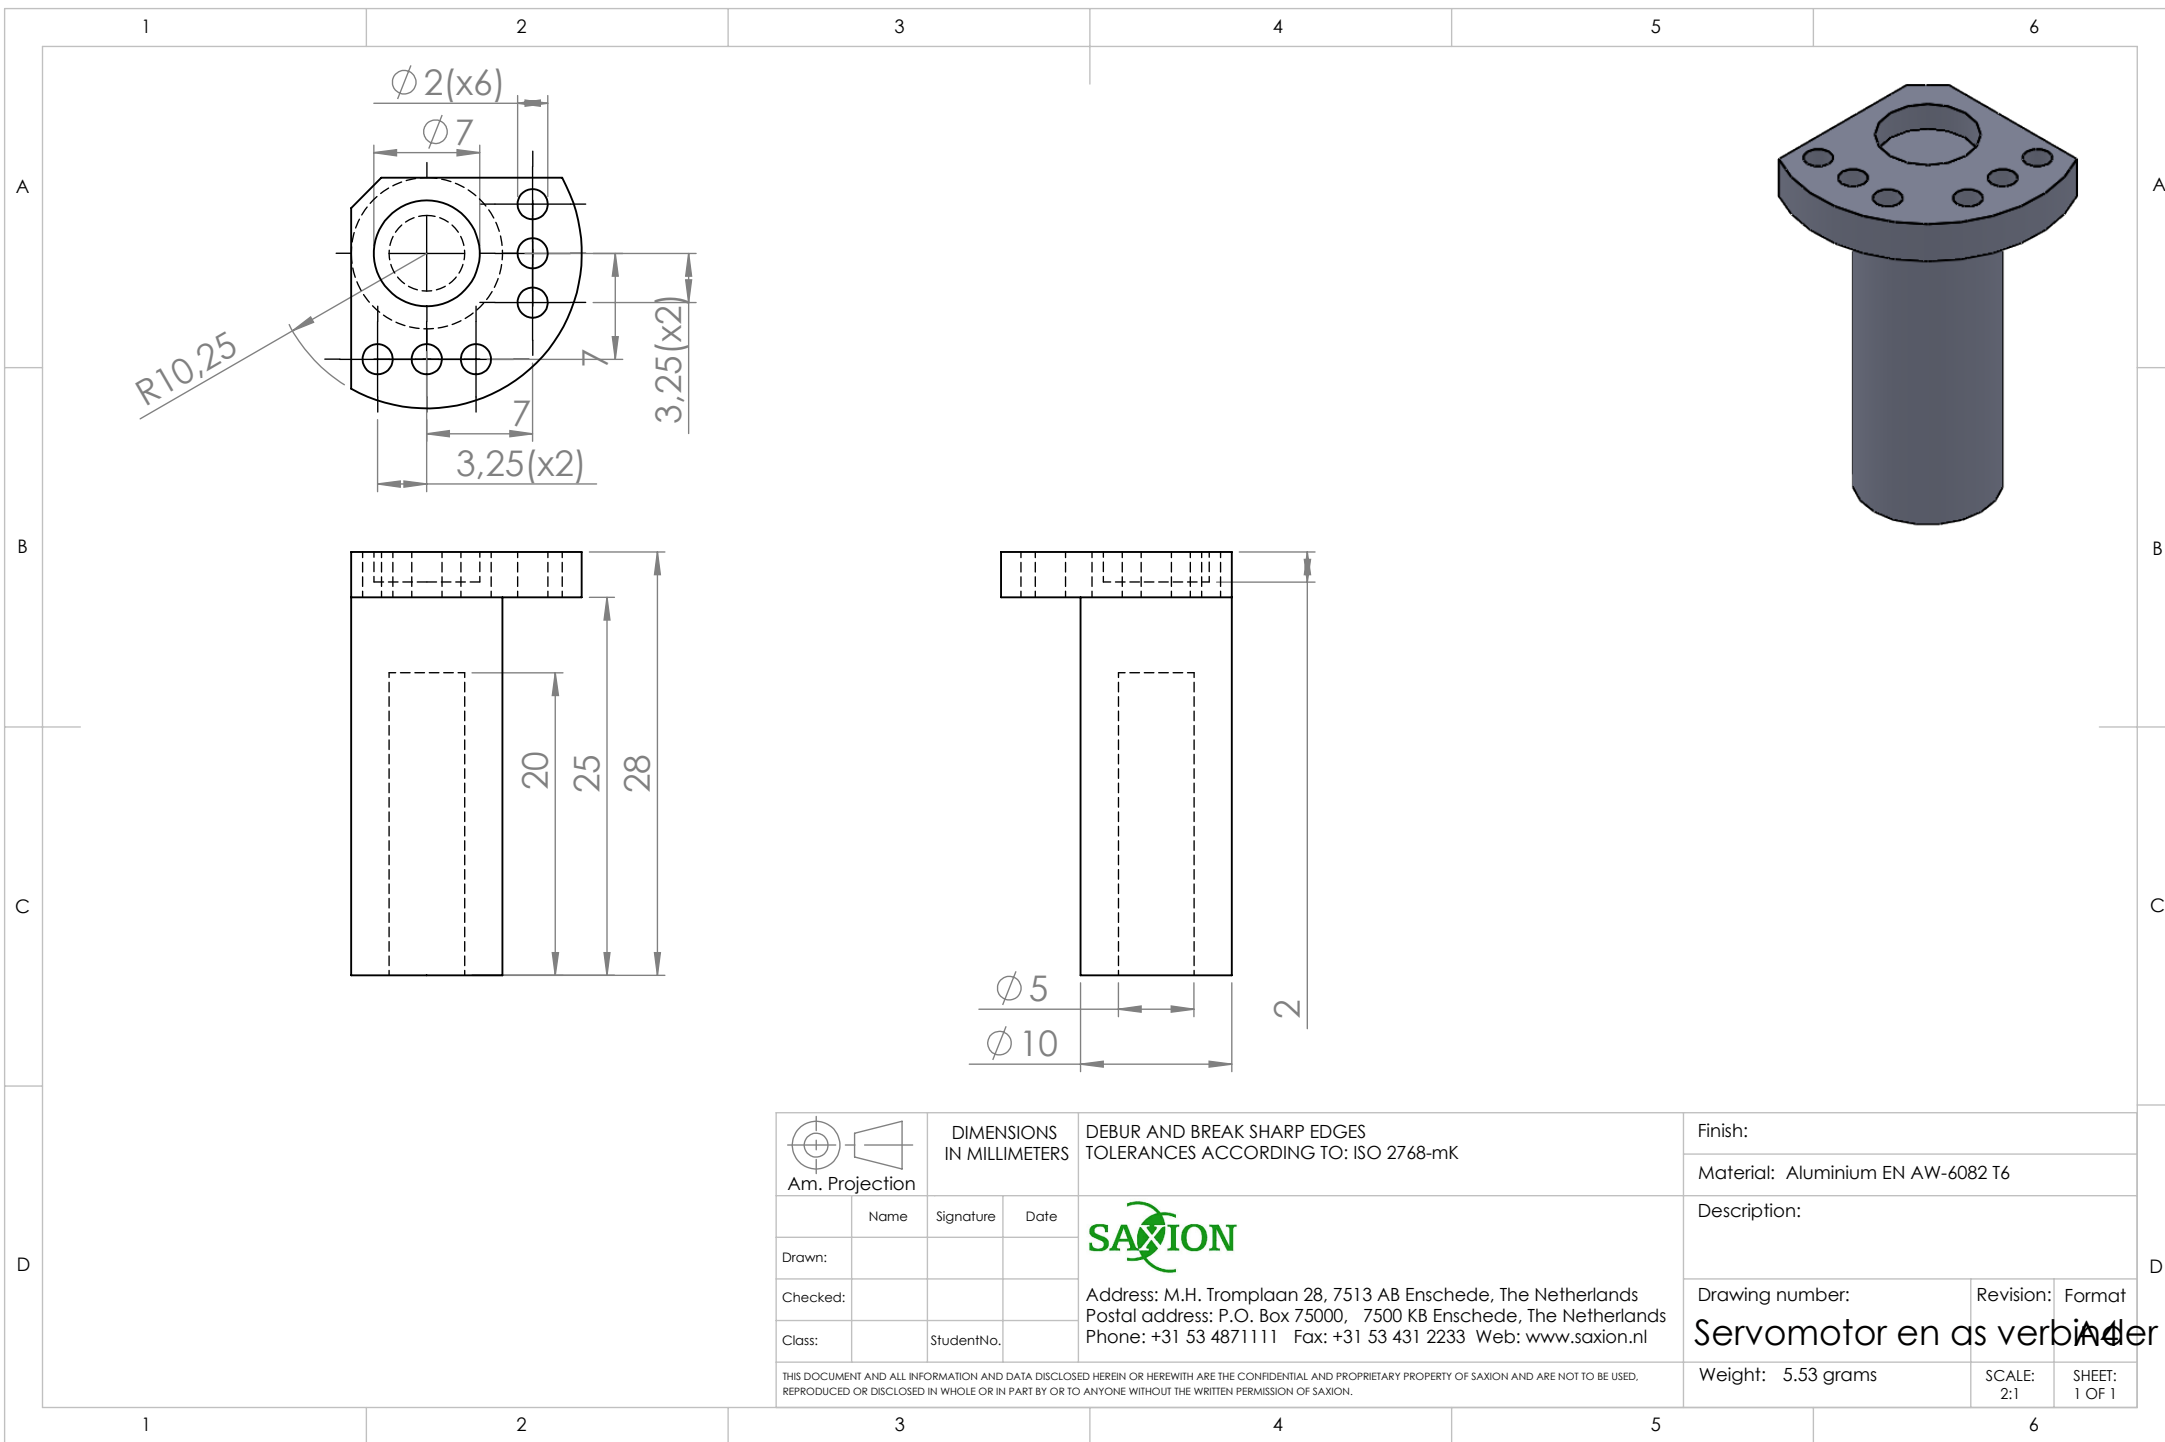 1 2 3 4 5 6
A A
B B
C C
D D
∅2(x6)
∅7
R10,25
7
3,25(x2)
7
3,25(x2)
20
25
28
2
∅5
∅10
Am. Projection
DIMENSIONS
IN MILLIMETERS
DEBUR AND BREAK SHARP EDGES
TOLERANCES ACCORDING TO: ISO 2768-mK
Finish:
Material: Aluminium EN AW-6082 T6
Name Signature Date
Drawn:
Checked:
Class: StudentNo.
SAXION
Address: M.H. Tromplaan 28, 7513 AB Enschede, The Netherlands
Postal address: P.O. Box 75000, 7500 KB Enschede, The Netherlands
Phone: +31 53 4871111 Fax: +31 53 431 2233 Web: www.saxion.nl
Description:
Drawing number: Revision: Format
Servomotor en as verbinder A4
Weight: 5.53 grams
SCALE:
2:1
SHEET:
1 OF 1
THIS DOCUMENT AND ALL INFORMATION AND DATA DISCLOSED HEREIN OR HEREWITH ARE THE CONFIDENTIAL AND PROPRIETARY PROPERTY OF SAXION AND ARE NOT TO BE USED,
REPRODUCED OR DISCLOSED IN WHOLE OR IN PART BY OR TO ANYONE WITHOUT THE WRITTEN PERMISSION OF SAXION.
1 2 3 4 5 6